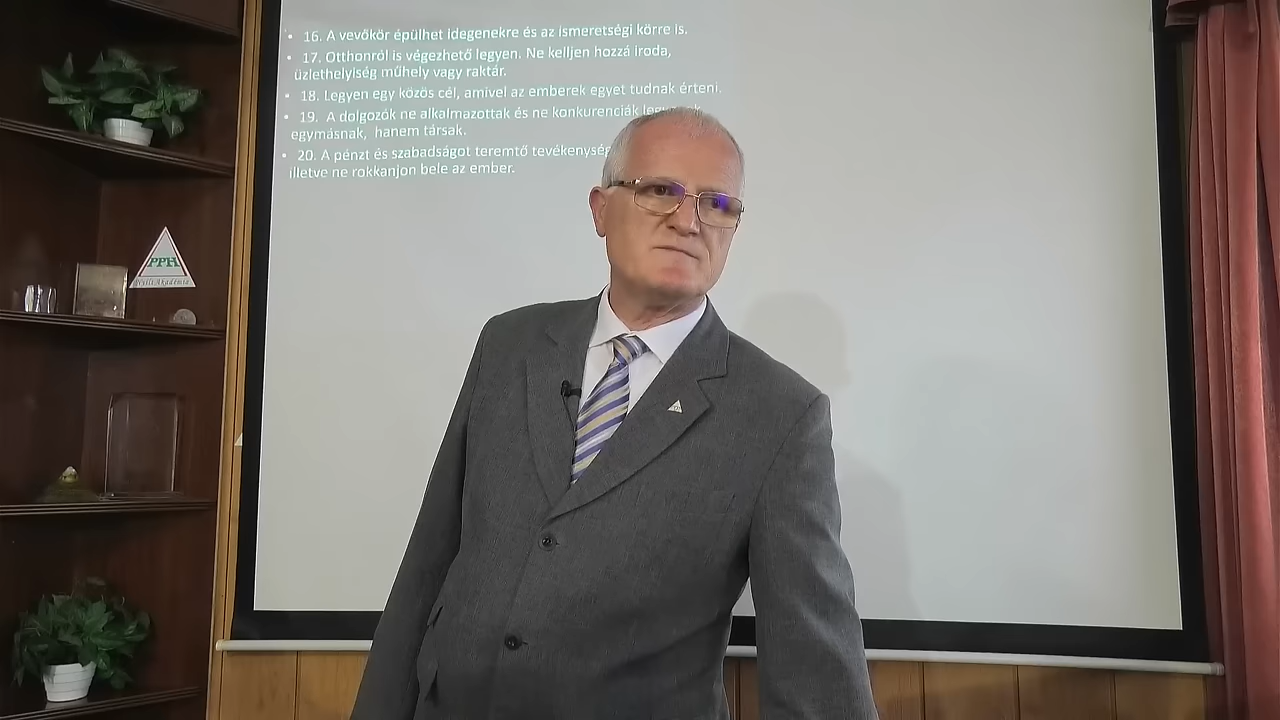 • 16. A vevőkör épülhet idegenekre és az ismeretségi körre is.
• 17. Otthonról is végezhető legyen. Ne kelljen hozzá iroda,
üzlethelyiség műhely vagy raktár.
• 18. Legyen egy közös cél, amivel az emberek egyet tudnak érteni.
• 19. A dolgozók ne alkalmazottak és ne konkurenciák
egymásnak, hanem társak.
• 20. A pénzt és szabadságot teremtő tevékenység
illetve ne rokkanjon bele az ember.
PPH
Nyílt Akadémia